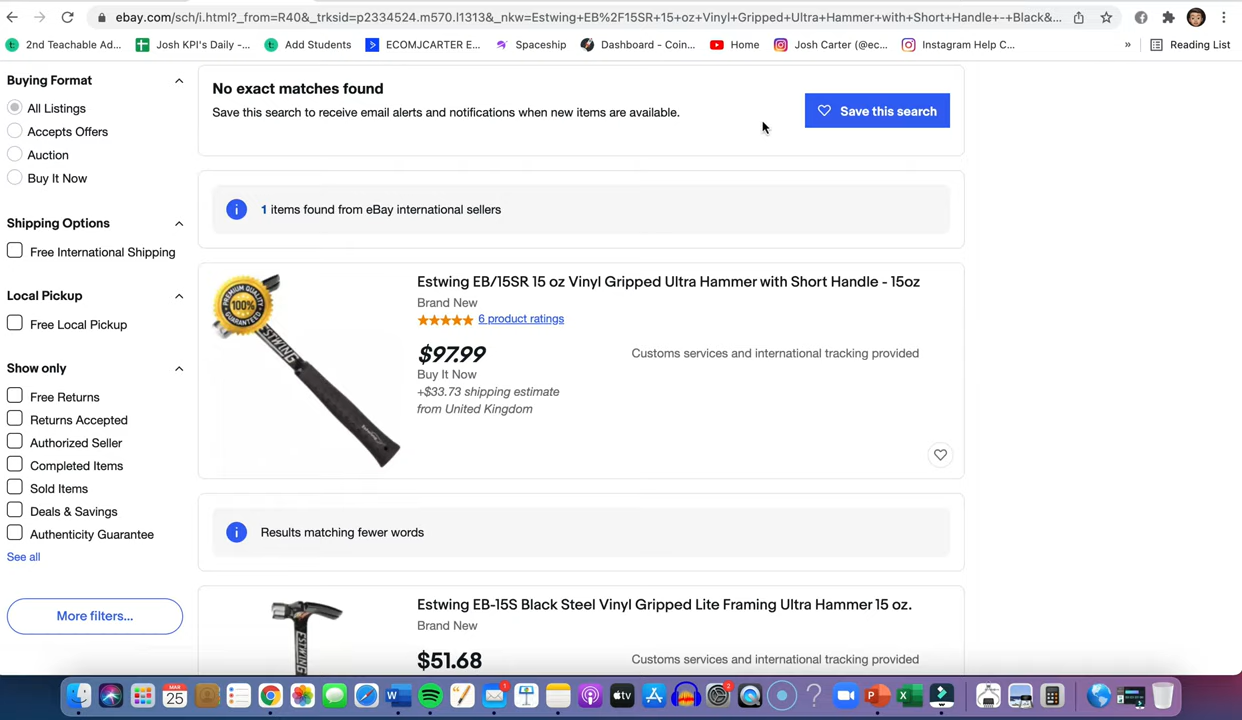 ebay.com/sch/i.html?_from=R40&_trksid=p2334524.m570.l1313&_nkw=Estwing+EB%2F15SR+15+oz+Vinyl+Gripped+Ultra+Hammer+with+Short+Handle+-+Black&...
2nd Teachable Ad...
Josh KPI's Daily -...
Add Students
ECOMJCARTER E...
Spaceship
Dashboard - Coin...
Home
Josh Carter (@ec...
Instagram Help C...
»
Reading List
Buying Format
All Listings
Accepts Offers
Auction
Buy It Now
Shipping Options
Free International Shipping
Local Pickup
Free Local Pickup
Show only
Free Returns
Returns Accepted
Authorized Seller
Completed Items
Sold Items
Deals & Savings
Authenticity Guarantee
See all
More filters...
No exact matches found
Save this search to receive email alerts and notifications when new items are available.
Save this search
1 items found from eBay international sellers
100%
ESTWING
Estwing EB/15SR 15 oz Vinyl Gripped Ultra Hammer with Short Handle - 15oz
Brand New
6 product ratings
$97.99
Buy It Now
+$33.73 shipping estimate
from United Kingdom
Customs services and international tracking provided
Results matching fewer words
ESTWING
Estwing EB-15S Black Steel Vinyl Gripped Lite Framing Ultra Hammer 15 oz.
Brand New
$51.68
Customs services and international tracking provided
MAR
25
tv